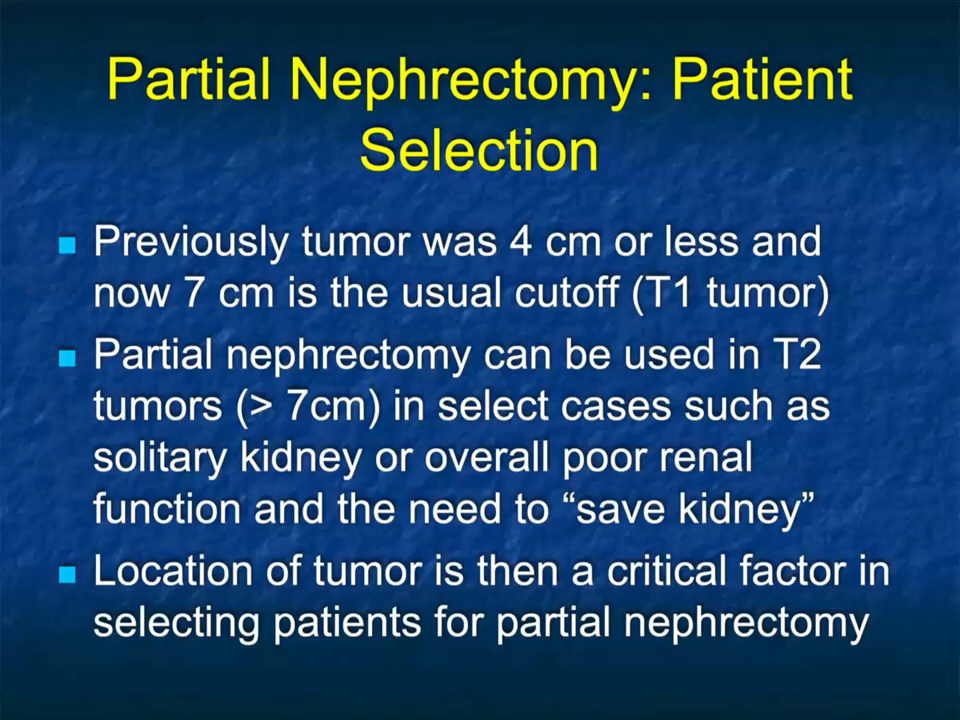 Partial Nephrectomy: Patient
Selection
Previously tumor was 4 cm or less and
now 7 cm is the usual cutoff (T1 tumor)
Partial nephrectomy can be used in T2
tumors (> 7cm) in select cases such as
solitary kidney or overall poor renal
function and the need to “save kidney”
Location of tumor is then a critical factor in
selecting patients for partial nephrectomy